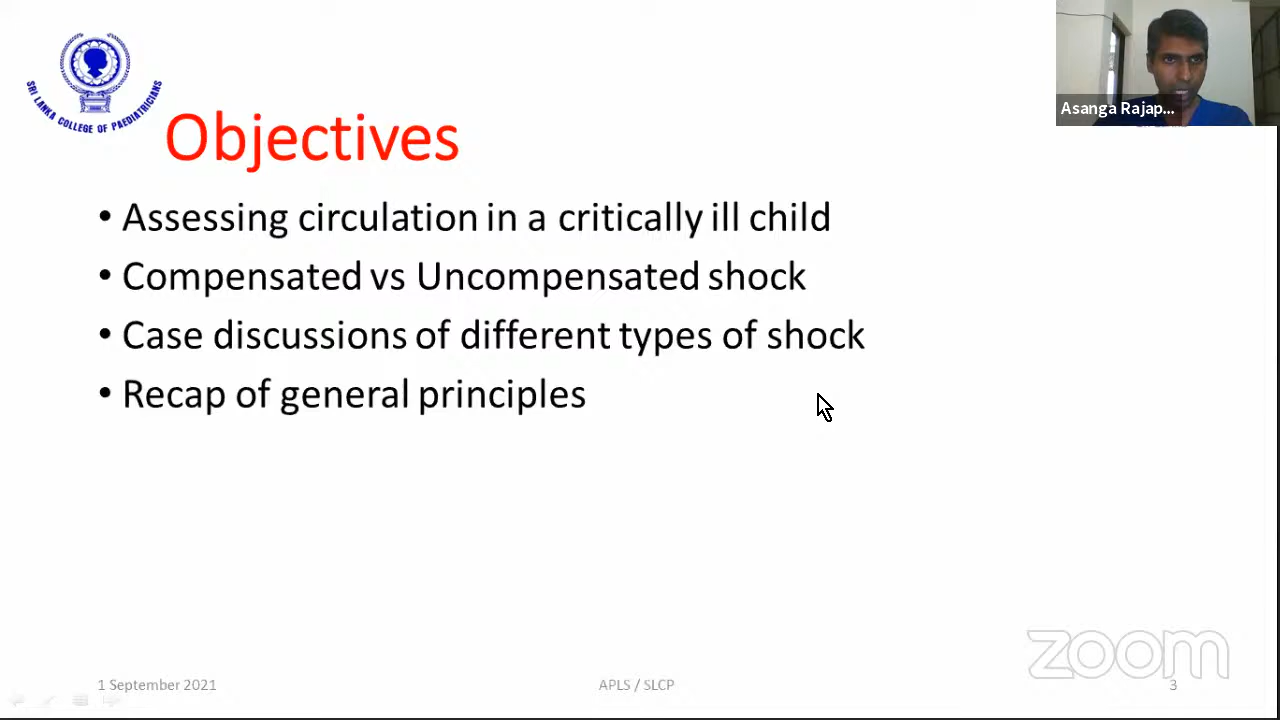 SRI LANKA COLLEGE OF PAEDIATRICIANS
Asanga Rajap...
Objectives
• Assessing circulation in a critically ill child
• Compensated vs Uncompensated shock
• Case discussions of different types of shock
• Recap of general principles
zoom
1 September 2021
APLS / SLCP
3